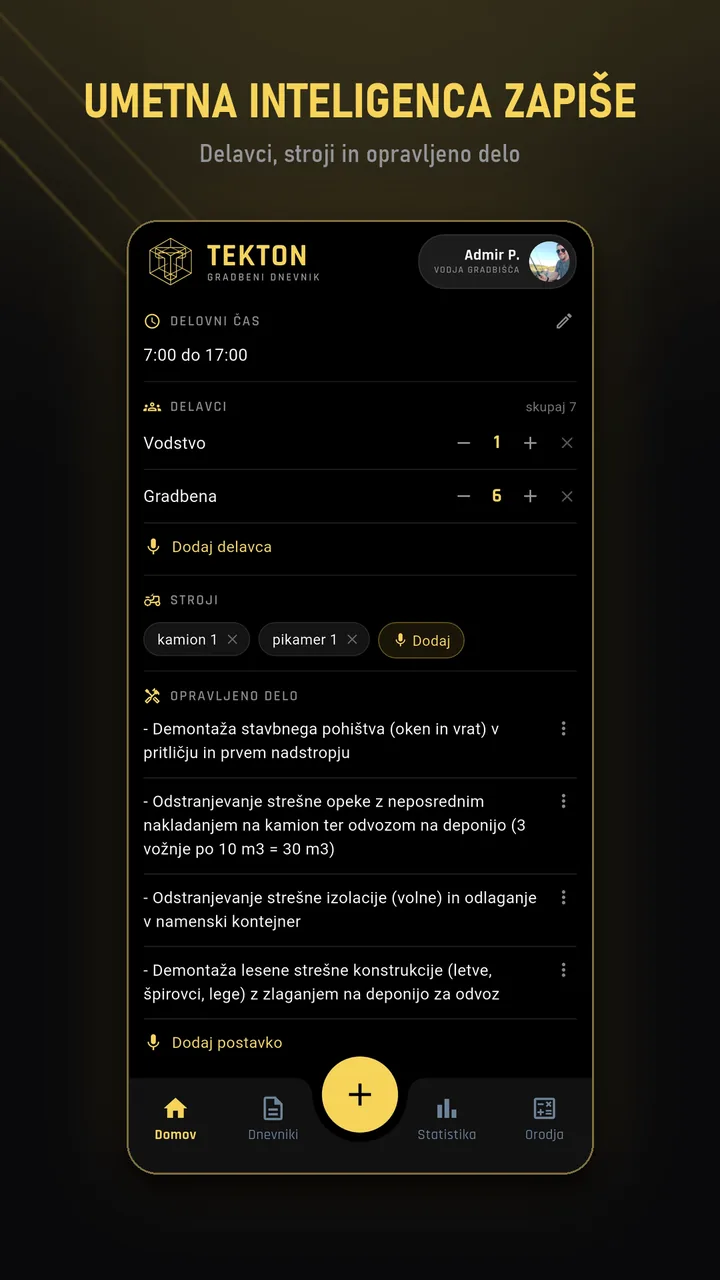 UMETNA INTELIGENCA ZAPIŠE
Delavci, stroji in opravljeno delo
TEKTON
GRADBENI DNEVNIK
Admir P.
VODJA GRADBIŠČA
DELOVNI ČAS
7:00 do 17:00
DELAVCI
skupaj 7
Vodstvo
1
Gradbena
6
Dodaj delavca
STROJI
kamion 1
pikamer 1
Dodaj
OPRAVLJENO DELO
- Demontaža stavbnega pohištva (oken in vrat) v
pritličju in prvem nadstropju
- Odstranjevanje strešne opeke z neposrednim
nakladanjem na kamion ter odvozom na deponijo (3
vožnje po 10 m3 = 30 m3)
- Odstranjevanje strešne izolacije (volne) in odlaganje
v namenski kontejner
- Demontaža lesene strešne konstrukcije (letve,
špirovci, lege) z zlaganjem na deponijo za odvoz
Dodaj postavko
Domov
Dnevniki
Statistika
Orodja